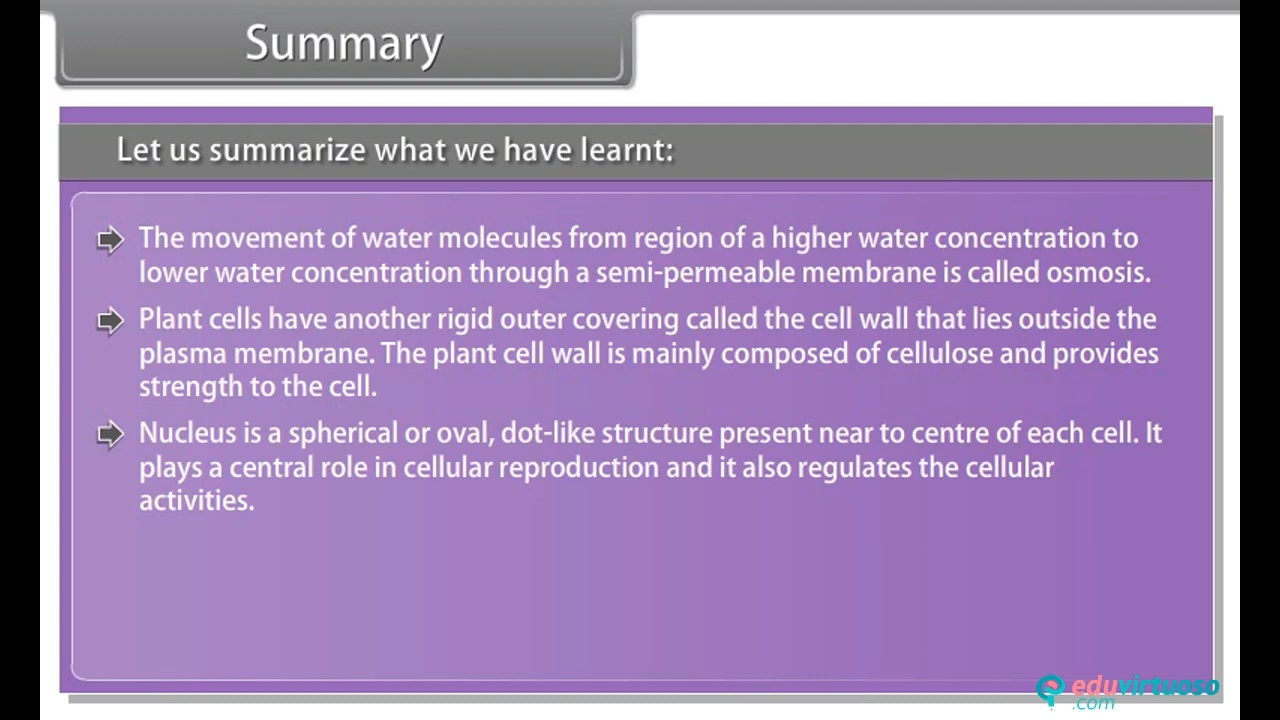 Summary
Let us summarize what we have learnt:
The movement of water molecules from region of a higher water concentration to
lower water concentration through a semi-permeable membrane is called osmosis.
Plant cells have another rigid outer covering called the cell wall that lies outside the
plasma membrane. The plant cell wall is mainly composed of cellulose and provides
strength to the cell.
Nucleus is a spherical or oval, dot-like structure present near to centre of each cell. It
plays a central role in cellular reproduction and it also regulates the cellular
activities.
eduvirtuoso
.com